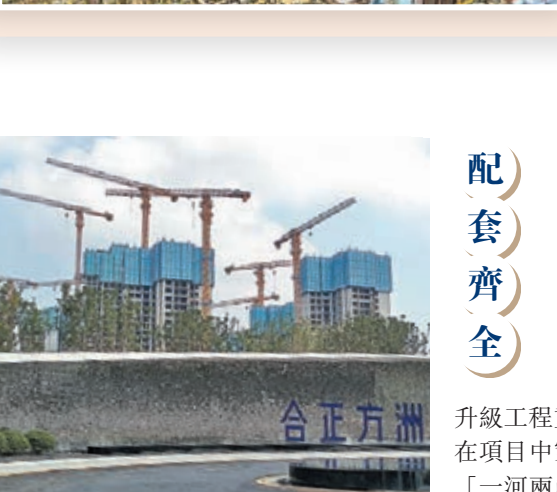 配套齊全
合正方洲
升級工程
在項目中
「一河兩